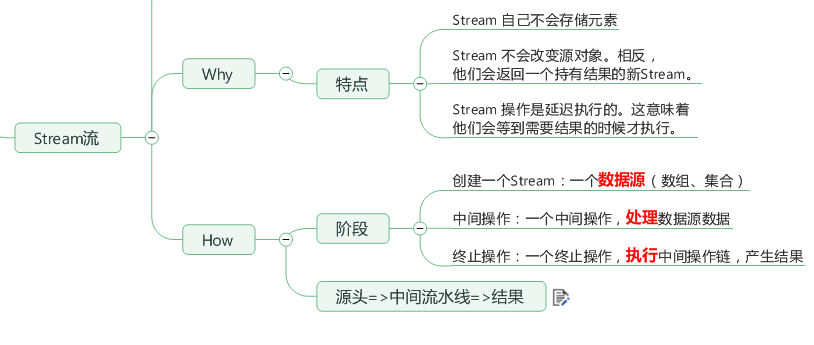 Stream流
Why
特点
Stream 自己不会存储元素
Stream 不会改变源对象。相反，
他们会返回一个持有结果的新Stream。
Stream 操作是延迟执行的。这意味着
他们会等到需要结果的时候才执行。
How
阶段
创建一个Stream：一个数据源（数组、集合）
中间操作：一个中间操作，处理数据源数据
终止操作：一个终止操作，执行中间操作链，产生结果
源头=>中间流水线=>结果